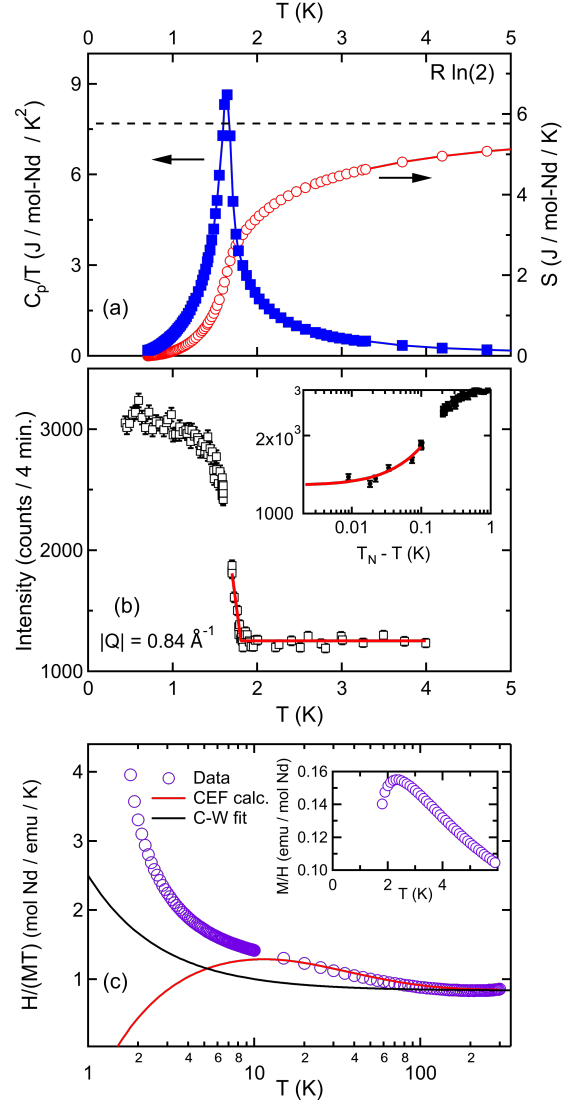 T (K)
0 1 2 3 4 5
R ln(2)
C_p/T (J / mol-Nd / K^2)
9
6
3
0
S (J / mol-Nd / K)
6
4
2
0
(a)
Intensity (counts / 4 min.)
3000
2000
1000
(b)
|Q| = 0.84 Å^-1
2×10^3
1000
0.01 0.1 1
T_N - T (K)
0 1 2 3 4 5
T (K)
H/(MT) (mol Nd / emu / K)
4
3
2
1
Data
CEF calc.
C-W fit
(c)
M/H (emu / mol Nd)
0.16
0.14
0.12
0.10
0 2 4
T (K)
1 2 4 6 8 10 2 4 6 8 100 2
T (K)